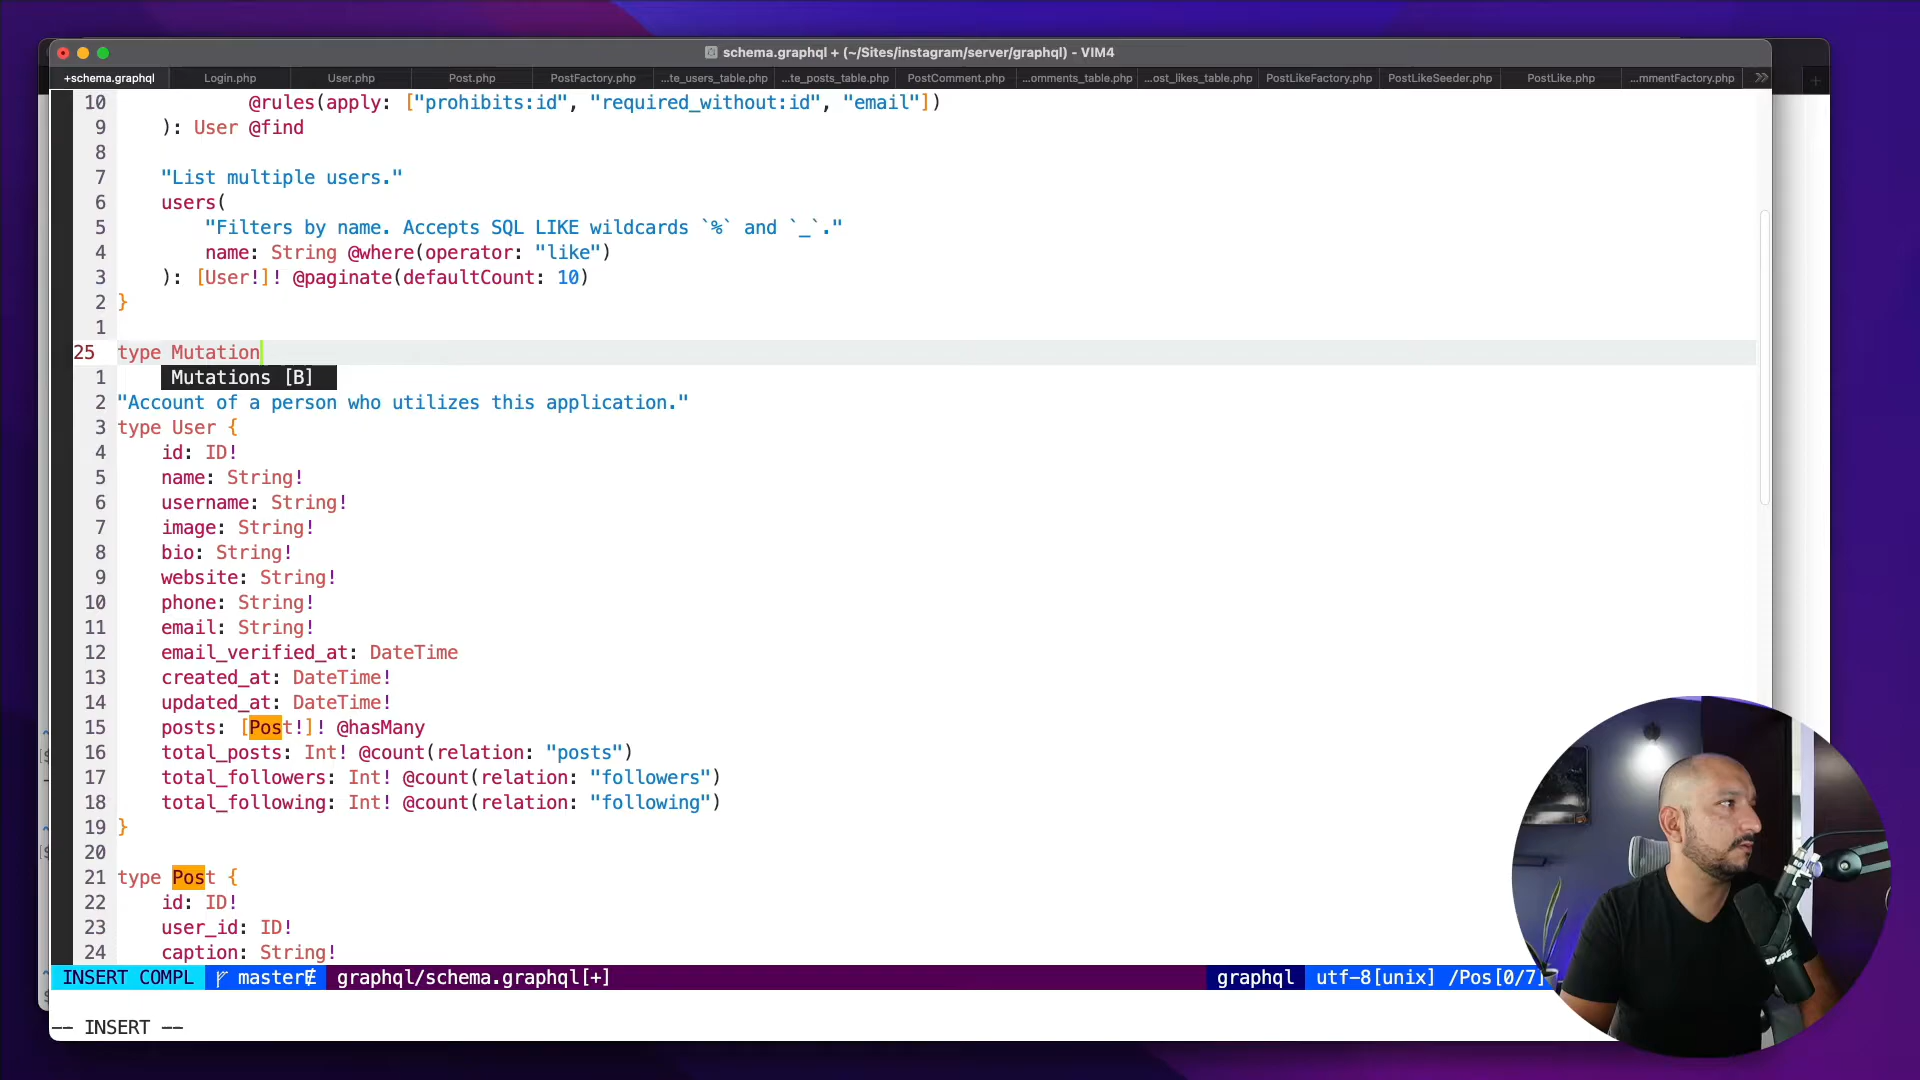 schema.graphql + (~/Sites/instagram/server/graphql) - VIM4
+schema.graphql Login.php User.php Post.php PostFactory.php ...te_users_table.php ...te_posts_table.php PostComment.php ...omments_table.php ...ost_likes_table.php PostLikeFactory.php PostLikeSeeder.php PostLike.php ...mmentFactory.php »
10 @rules(apply: ["prohibits:id", "required_without:id", "email"])
9 ): User @find
8
7 "List multiple users."
6 users(
5 "Filters by name. Accepts SQL LIKE wildcards `%` and `_`."
4 name: String @where(operator: "like")
3 ): [User!]! @paginate(defaultCount: 10)
2 }
1
25 type Mutation
1 Mutations [B]
2 "Account of a person who utilizes this application."
3 type User {
4 id: ID!
5 name: String!
6 username: String!
7 image: String!
8 bio: String!
9 website: String!
10 phone: String!
11 email: String!
12 email_verified_at: DateTime
13 created_at: DateTime!
14 updated_at: DateTime!
15 posts: [Post!]! @hasMany
16 total_posts: Int! @count(relation: "posts")
17 total_followers: Int! @count(relation: "followers")
18 total_following: Int! @count(relation: "following")
19 }
20
21 type Post {
22 id: ID!
23 user_id: ID!
24 caption: String!
INSERT COMPL master graphql/schema.graphql[+] graphql utf-8[unix] /Pos[0/7]
-- INSERT --